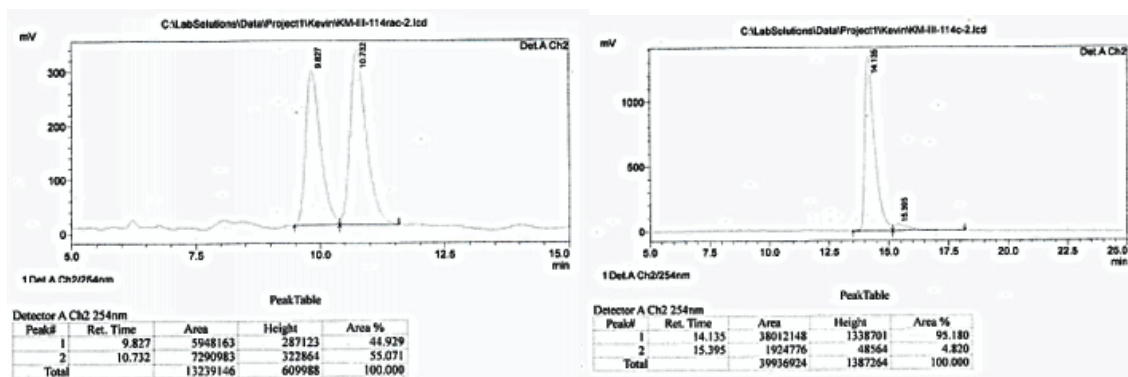 C:\LabSolutions\Data\Project1\Kevin\KM-III-114rac-2.lcd
mV
Det.A Ch2
9.827
10.732
300
200
100
0
5.0 7.5 10.0 12.5 15.0
min
1 Det.A Ch2/254nm
PeakTable
Detector A Ch2 254nm
Peak# Ret. Time Area Height Area %
1 9.827 5948163 287123 44.929
2 10.732 7290983 322864 55.071
Total 13239146 609988 100.000
C:\LabSolutions\Data\Project1\Kevin\KM-III-114c-2.lcd
mV
Det.A Ch2
14.135
15.395
1000
500
0
5.0 7.5 10.0 12.5 15.0 17.5 20.0 22.5 25.0
min
1 Det.A Ch2/254nm
PeakTable
Detector A Ch2 254nm
Peak# Ret. Time Area Height Area %
1 14.135 38012148 1338701 95.180
2 15.395 1924776 48564 4.820
Total 39936924 1387264 100.000